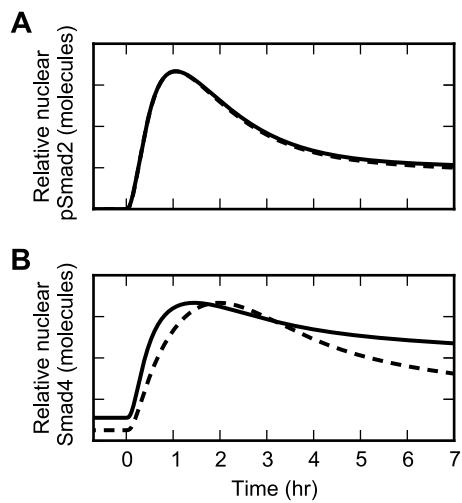 A
Relative nuclear
pSmad2 (molecules)
B
Relative nuclear
Smad4 (molecules)
0 1 2 3 4 5 6 7
Time (hr)